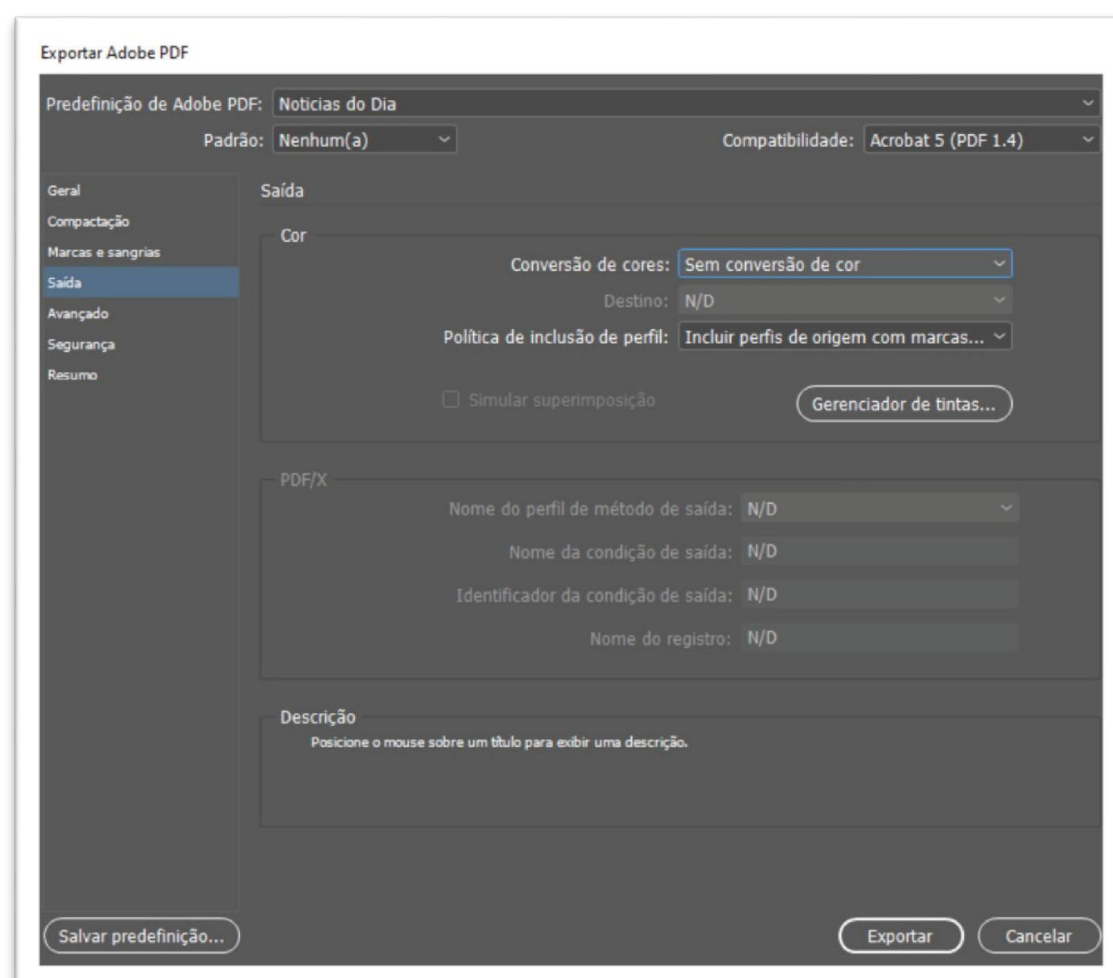 Exportar Adobe PDF
Predefinição de Adobe PDF: Noticias do Dia
Padrão: Nenhum(a) Compatibilidade: Acrobat 5 (PDF 1.4)
Geral
Compactação
Marcas e sangrias
Saída
Avançado
Segurança
Resumo
Saída
Cor
Conversão de cores: Sem conversão de cor
Destino: N/D
Política de inclusão de perfil: Incluir perfis de origem com marcas...
Simular superimposição Gerenciador de tintas...
PDF/X
Nome do perfil de método de saída: N/D
Nome da condição de saída: N/D
Identificador da condição de saída: N/D
Nome do registro: N/D
Descrição
Posicione o mouse sobre um título para exibir uma descrição.
Salvar predefinição... Exportar Cancelar